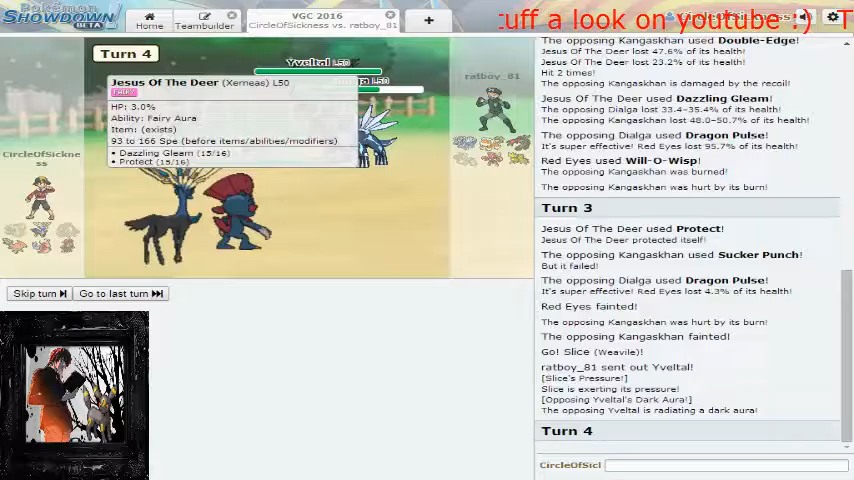 Pokémon
SHOWDOWN
BETA
Home
Teambuilder
VGC 2016
CircleOfSickness vs. ratboy_81
+
uff a look on youtube :)
CircleOfSickness
Turn 4
Yveltal L50
L50
Jesus Of The Deer (Xerneas) L50
FAIRY
HP: 3.0%
Ability: Fairy Aura
Item: (exists)
93 to 166 Spe (before items/abilities/modifiers)
• Dazzling Gleam (15/16)
• Protect (15/16)
CircleOfSickne
ss
ratboy_81
Skip turn
Go to last turn
The opposing Kangaskhan used Double-Edge!
Jesus Of The Deer lost 47.6% of its health!
Red Eyes lost 23.2% of its health!
Hit 2 times!
The opposing Kangaskhan is damaged by the recoil!
Jesus Of The Deer used Dazzling Gleam!
The opposing Dialga lost 33.4-35.4% of its health!
The opposing Kangaskhan lost 48.0-50.7% of its health!
The opposing Dialga used Dragon Pulse!
It's super effective! Red Eyes lost 95.7% of its health!
Red Eyes used Will-O-Wisp!
The opposing Kangaskhan was burned!
The opposing Kangaskhan was hurt by its burn!
Turn 3
Jesus Of The Deer used Protect!
Jesus Of The Deer protected itself!
The opposing Kangaskhan used Sucker Punch!
But it failed!
The opposing Dialga used Dragon Pulse!
It's super effective! Red Eyes lost 4.3% of its health!
Red Eyes fainted!
The opposing Kangaskhan was hurt by its burn!
The opposing Kangaskhan fainted!
Go! Slice (Weavile)!
ratboy_81 sent out Yveltal!
[Slice's Pressure!]
Slice is exerting its pressure!
[Opposing Yveltal's Dark Aura!]
The opposing Yveltal is radiating a dark aura!
Turn 4
CircleOfSicl